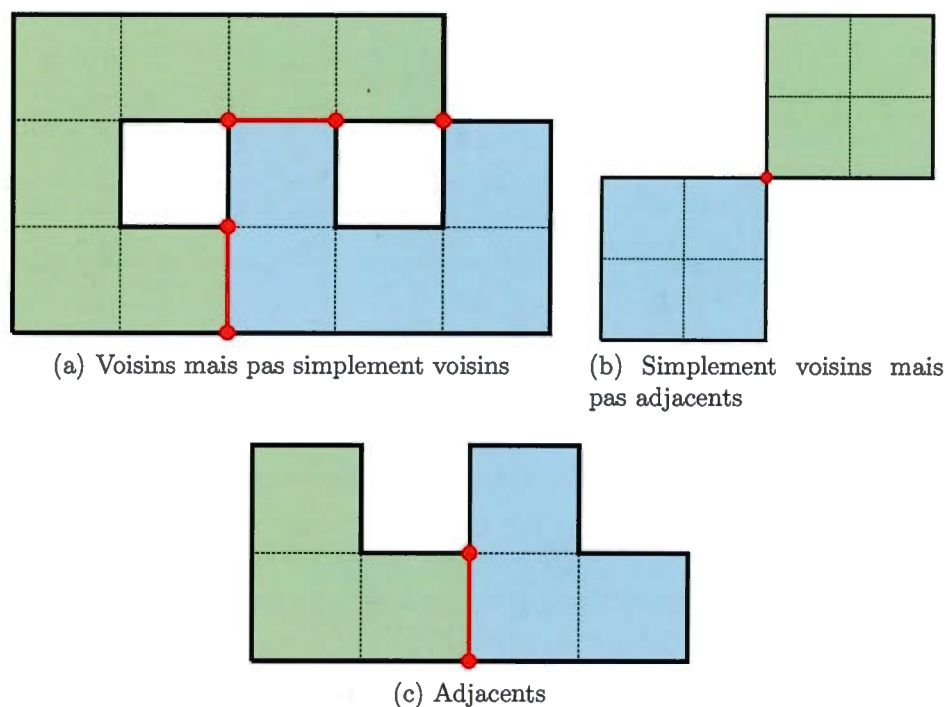 (a) Voisins mais pas simplement voisins
(b) Simplement voisins mais
pas adjacents
(c) Adjacents